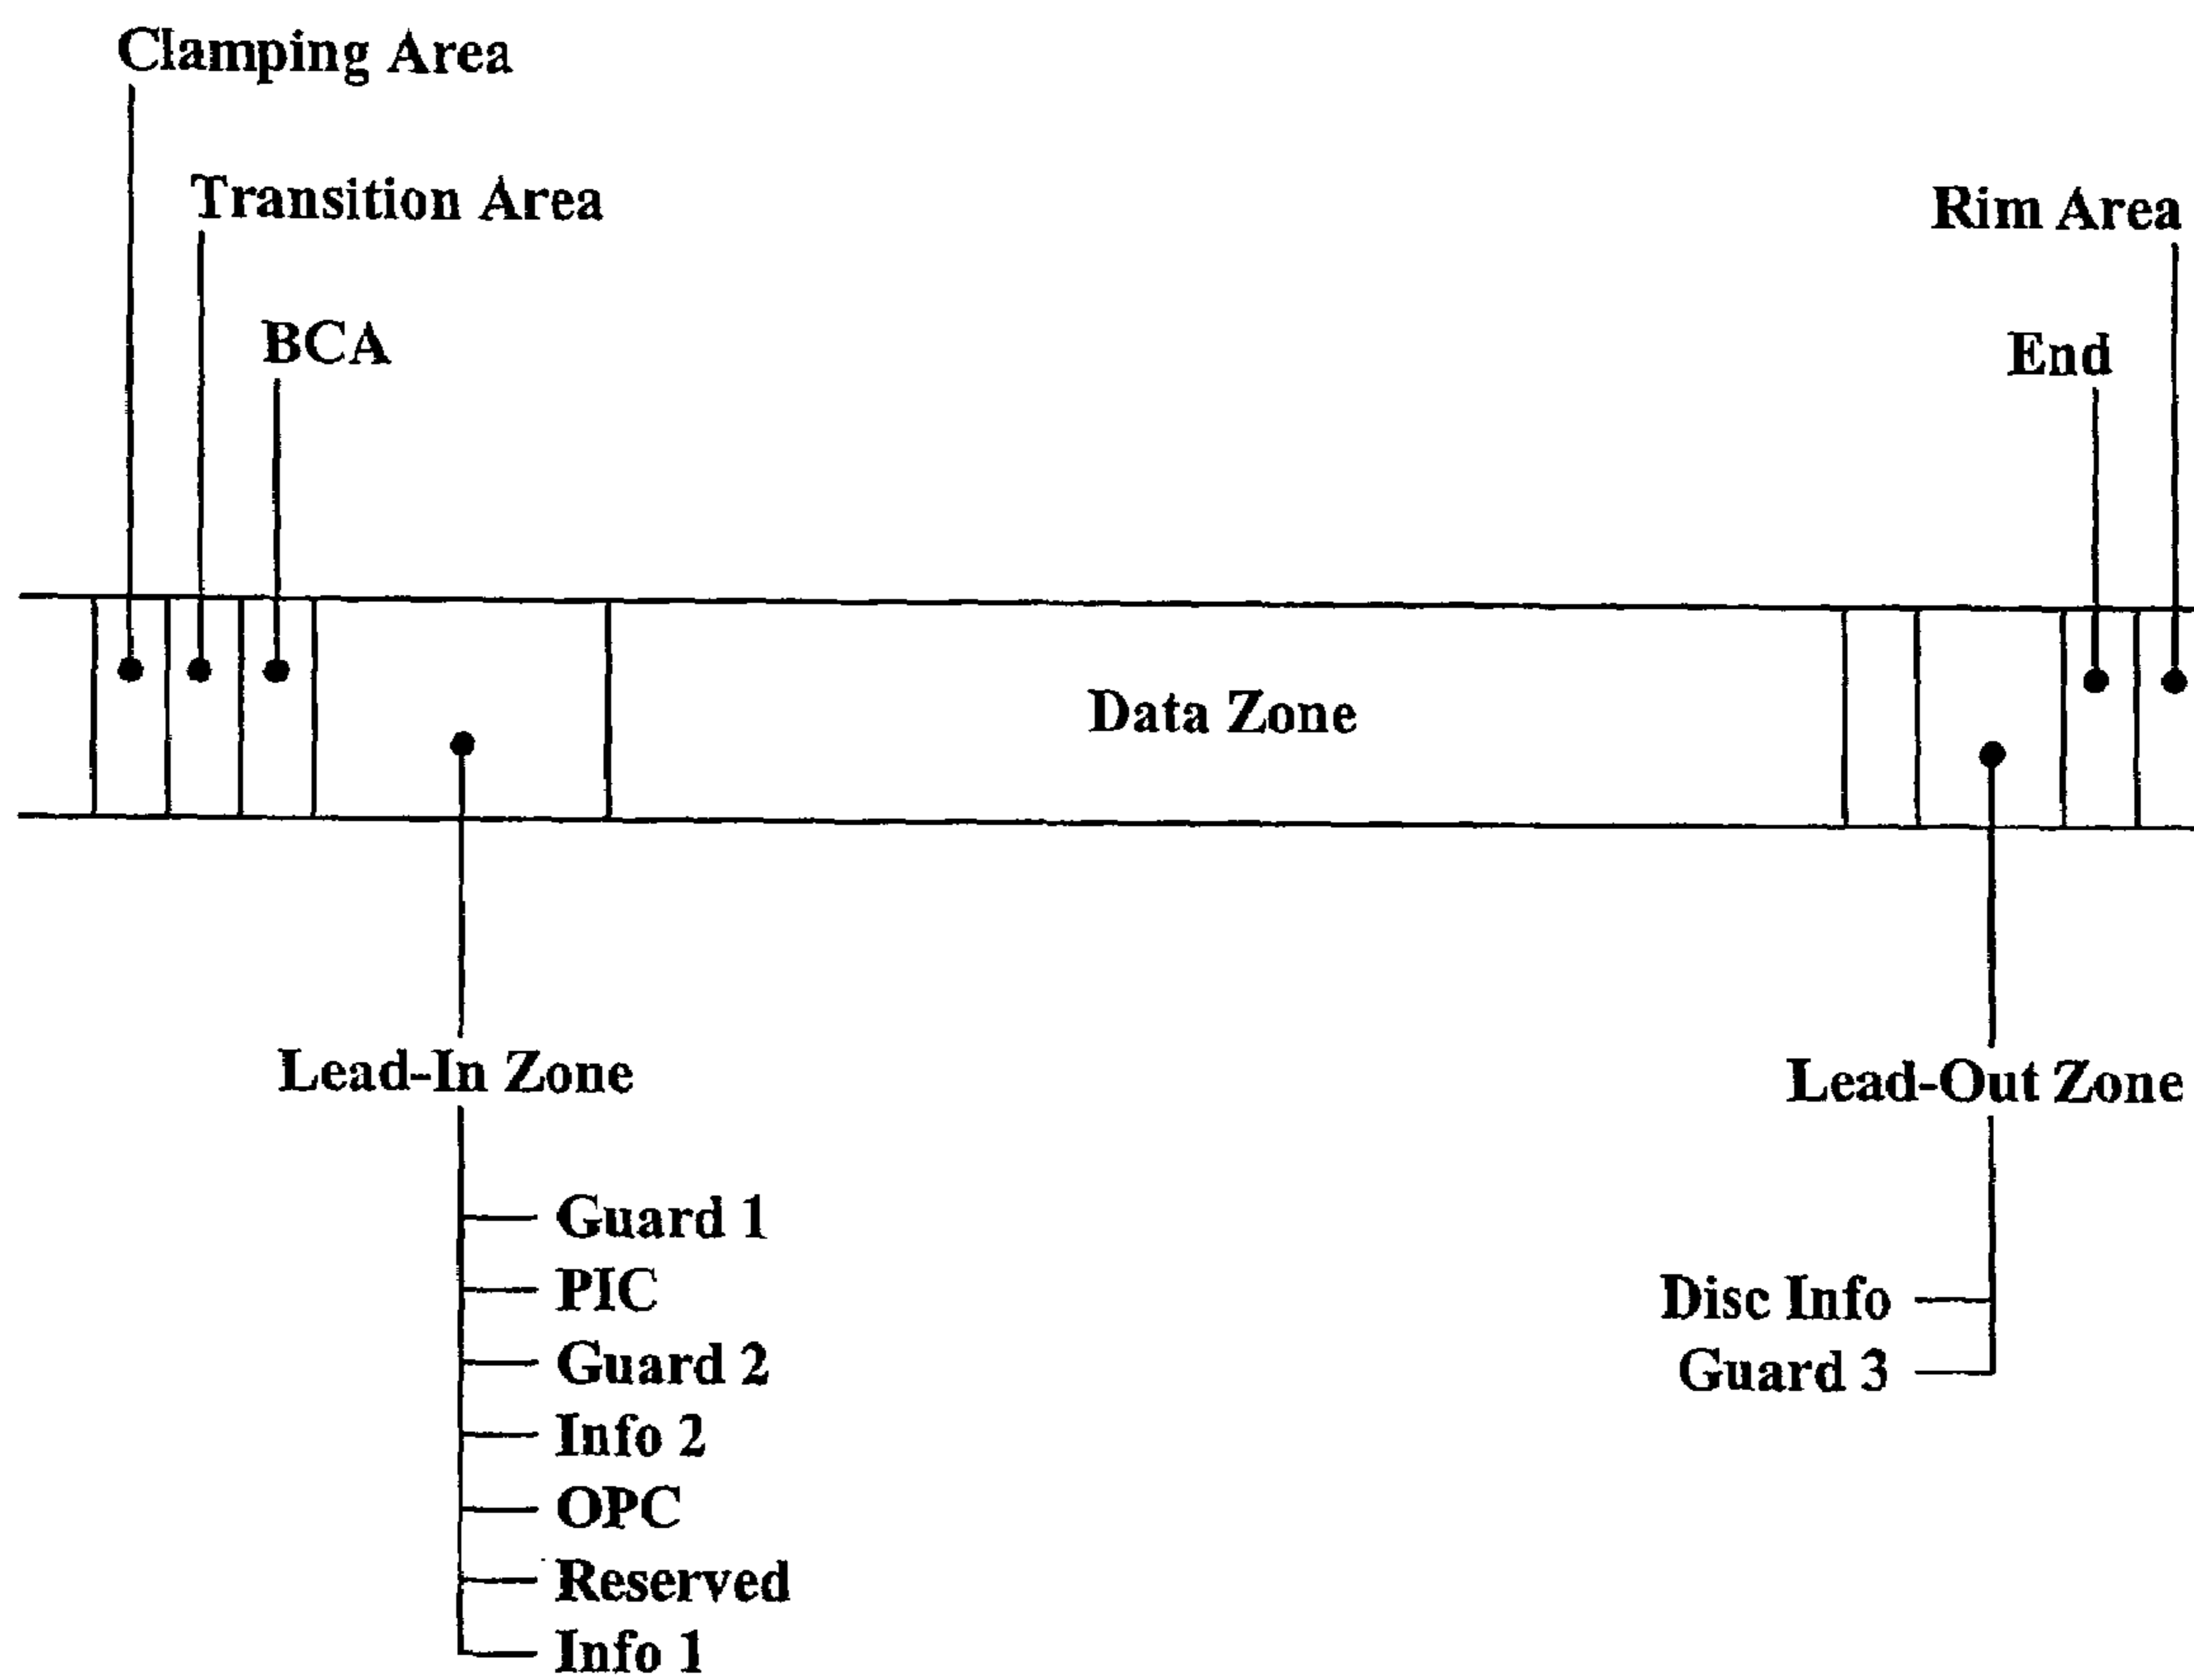 Clamping Area
Transition Area
Rim Area
BCA
End
Data Zone
Lead-In Zone
Lead-Out Zone
Guard 1
PIC
Guard 2
Info 2
OPC
Reserved
Info 1
Disc Info
Guard 3